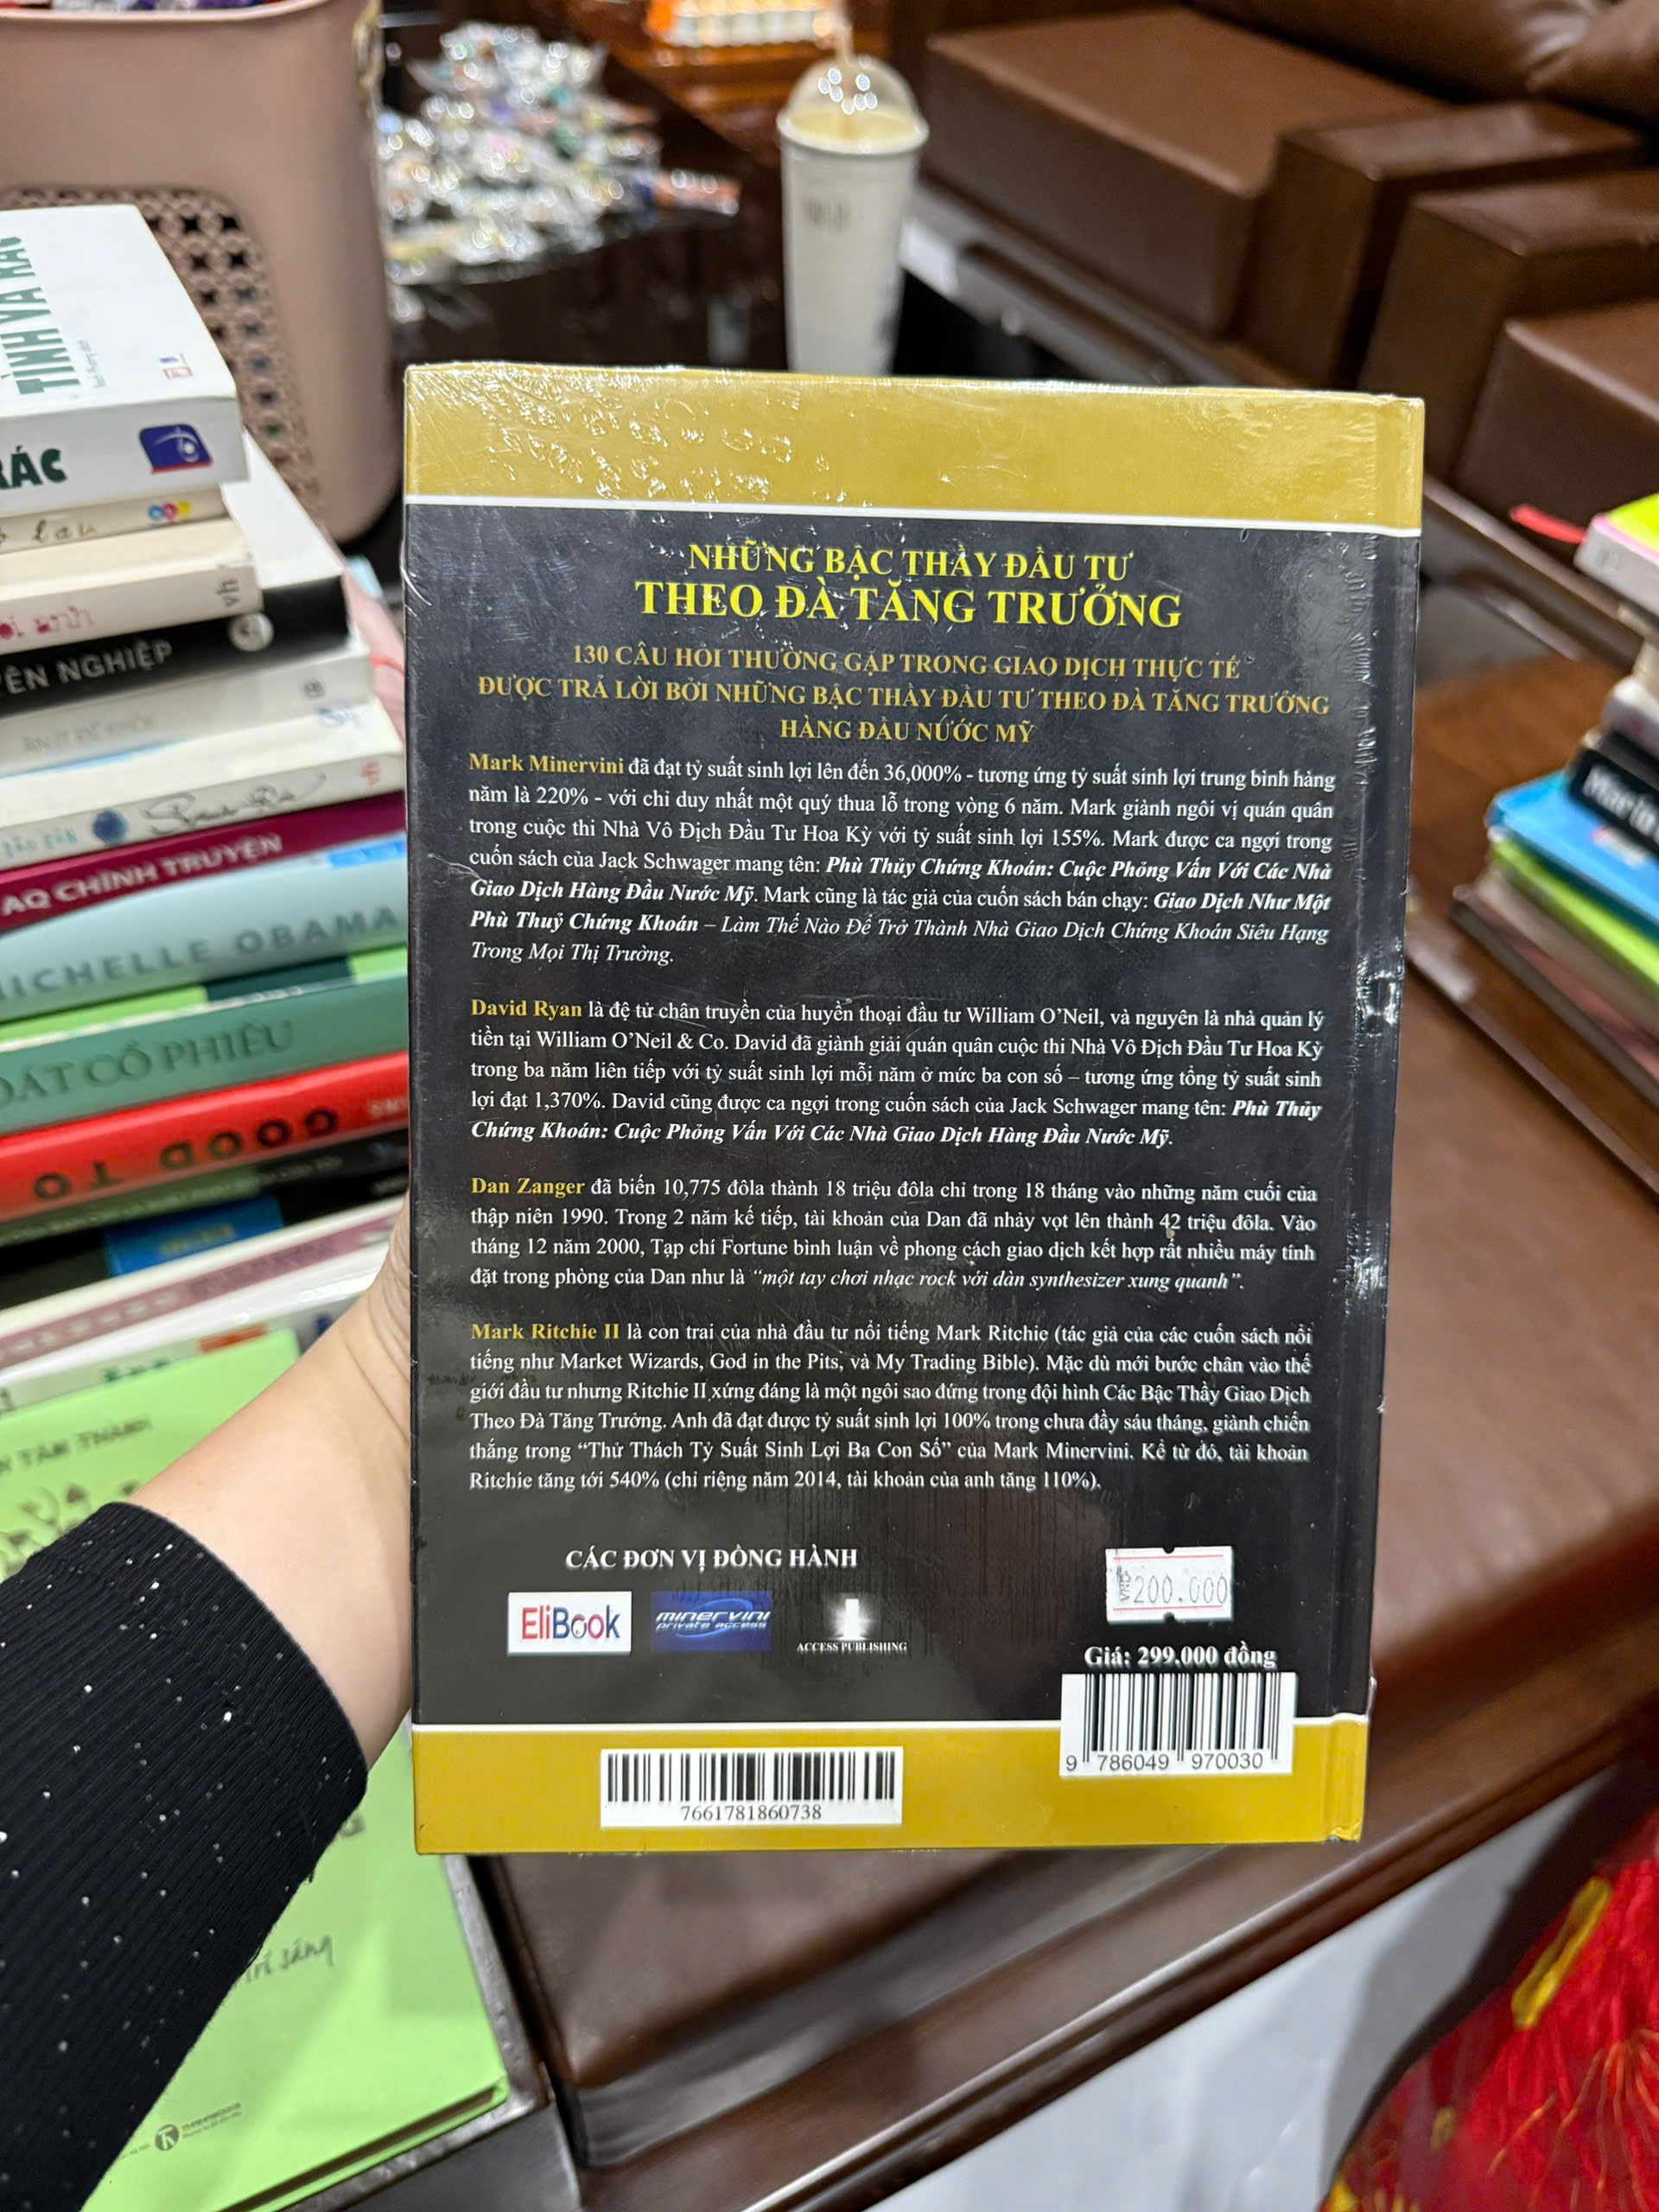 NHỮNG BẬC THẦY ĐẦU TƯ
THEO ĐÀ TĂNG TRƯỞNG
130 CÂU HỎI THƯỜNG GẶP TRONG GIAO DỊCH THỰC TẾ
ĐƯỢC TRẢ LỜI BỞI NHỮNG BẬC THẦY ĐẦU TƯ THEO ĐÀ TĂNG TRƯỞNG
HÀNG ĐẦU NƯỚC MỸ
Mark Minervini đã đạt tỷ suất sinh lợi lên đến 36,000% - tương ứng tỷ suất sinh lợi trung bình hàng
năm là 220% - với chỉ duy nhất một quý thua lỗ trong vòng 6 năm. Mark giành ngôi vị quán quân
trong cuộc thi Nhà Vô Địch Đầu Tư Hoa Kỳ với tỷ suất sinh lợi 155%. Mark được ca ngợi trong
cuốn sách của Jack Schwager mang tên: Phù Thủy Chứng Khoán: Cuộc Phỏng Vấn Với Các Nhà
Giao Dịch Hàng Đầu Nước Mỹ. Mark cũng là tác giả của cuốn sách bán chạy: Giao Dịch Như Một
Phù Thuỷ Chứng Khoán – Làm Thế Nào Để Trở Thành Nhà Giao Dịch Chứng Khoán Siêu Hạng
Trong Mọi Thị Trường.
David Ryan là đệ tử chân truyền của huyền thoại đầu tư William O’Neil, và nguyên là nhà quản lý
tiền tại William O’Neil & Co. David đã giành giải quán quân cuộc thi Nhà Vô Địch Đầu Tư Hoa Kỳ
trong ba năm liên tiếp với tỷ suất sinh lợi mỗi năm ở mức ba con số – tương ứng tổng tỷ suất sinh
lợi đạt 1,370%. David cũng được ca ngợi trong cuốn sách của Jack Schwager mang tên: Phù Thủy
Chứng Khoán: Cuộc Phỏng Vấn Với Các Nhà Giao Dịch Hàng Đầu Nước Mỹ.
Dan Zanger đã biến 10,775 đôla thành 18 triệu đôla chỉ trong 18 tháng vào những năm cuối của
thập niên 1990. Trong 2 năm kế tiếp, tài khoản của Dan đã nhảy vọt lên thành 42 triệu đôla. Vào
tháng 12 năm 2000, Tạp chí Fortune bình luận về phong cách giao dịch kết hợp rất nhiều máy tính
đặt trong phòng của Dan như là “một tay chơi nhạc rock với dàn synthesizer xung quanh”.
Mark Ritchie II là con trai của nhà đầu tư nổi tiếng Mark Ritchie (tác giả của các cuốn sách nổi
tiếng như Market Wizards, God in the Pits, và My Trading Bible). Mặc dù mới bước chân vào thế
giới đầu tư nhưng Ritchie II xứng đáng là một ngôi sao đứng trong đội hình Các Bậc Thầy Giao Dịch
Theo Đà Tăng Trưởng. Anh đã đạt được tỷ suất sinh lợi 100% trong chưa đầy sáu tháng, giành chiến
thắng trong “Thử Thách Tỷ Suất Sinh Lợi Ba Con Số” của Mark Minervini. Kể từ đó, tài khoản
Ritchie tăng tới 540% (chỉ riêng năm 2014, tài khoản của anh tăng 110%).
CÁC ĐƠN VỊ ĐỒNG HÀNH
EliBook
minervini
private access
ACCESS PUBLISHING
VNĐ 200.000
Giá: 299.000 đồng
9 786049 970030
7661781860738
TÌNH VÀ RÁC
RÁC
vh
ÊN NGHIỆP
AQ CHÍNH TRUYỆN
MICHELLE OBAMA
OÁT CỔ PHIẾU
GOOD TO